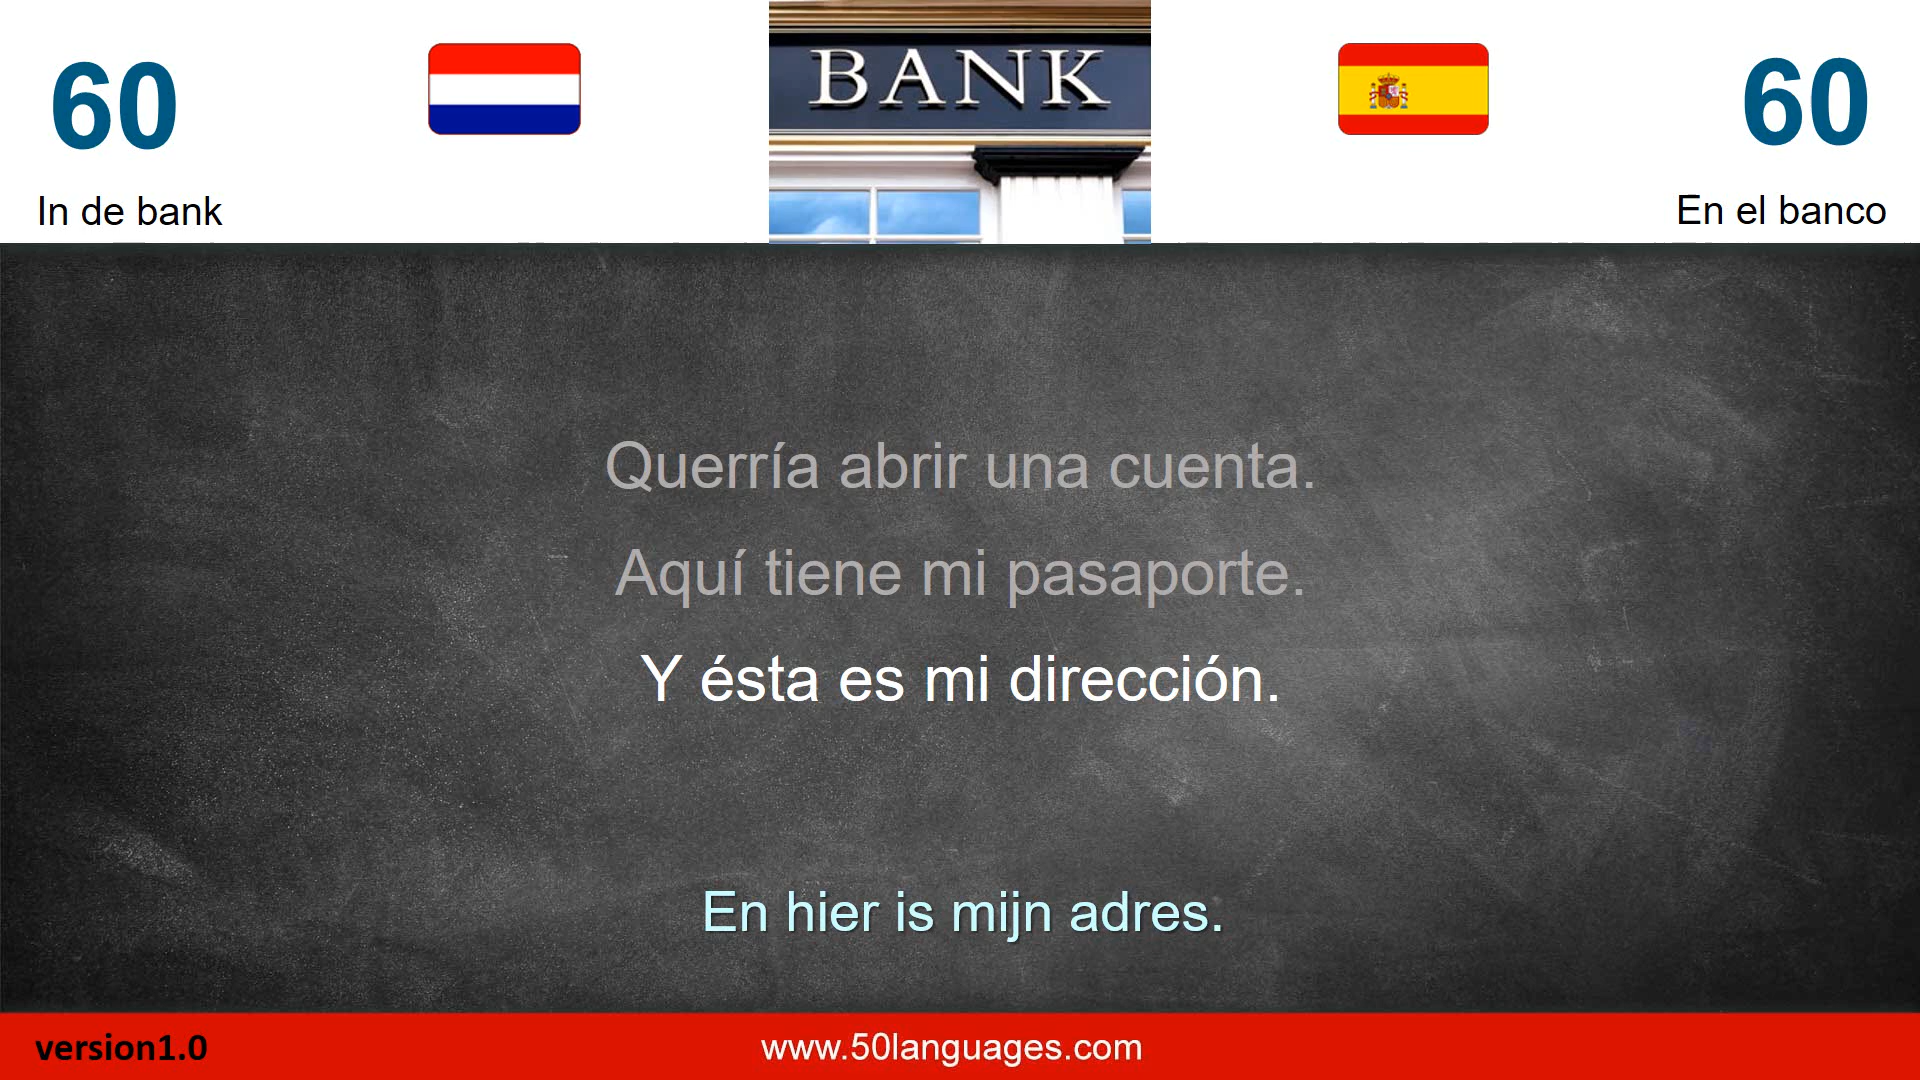 60
In de bank
BANK
60
En el banco
Querría abrir una cuenta.
Aquí tiene mi pasaporte.
Y ésta es mi dirección.
En hier is mijn adres.
version1.0
www.50languages.com